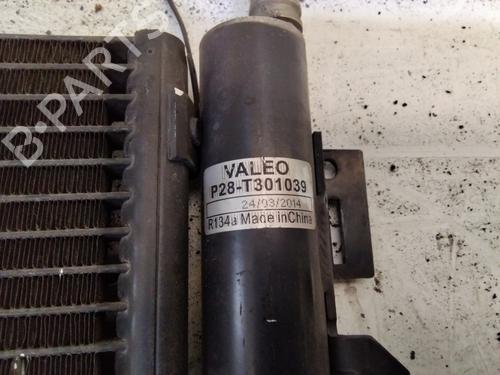 VALEO
P28-T301039
24/03/2014
R134a Made in China
B-PARTS